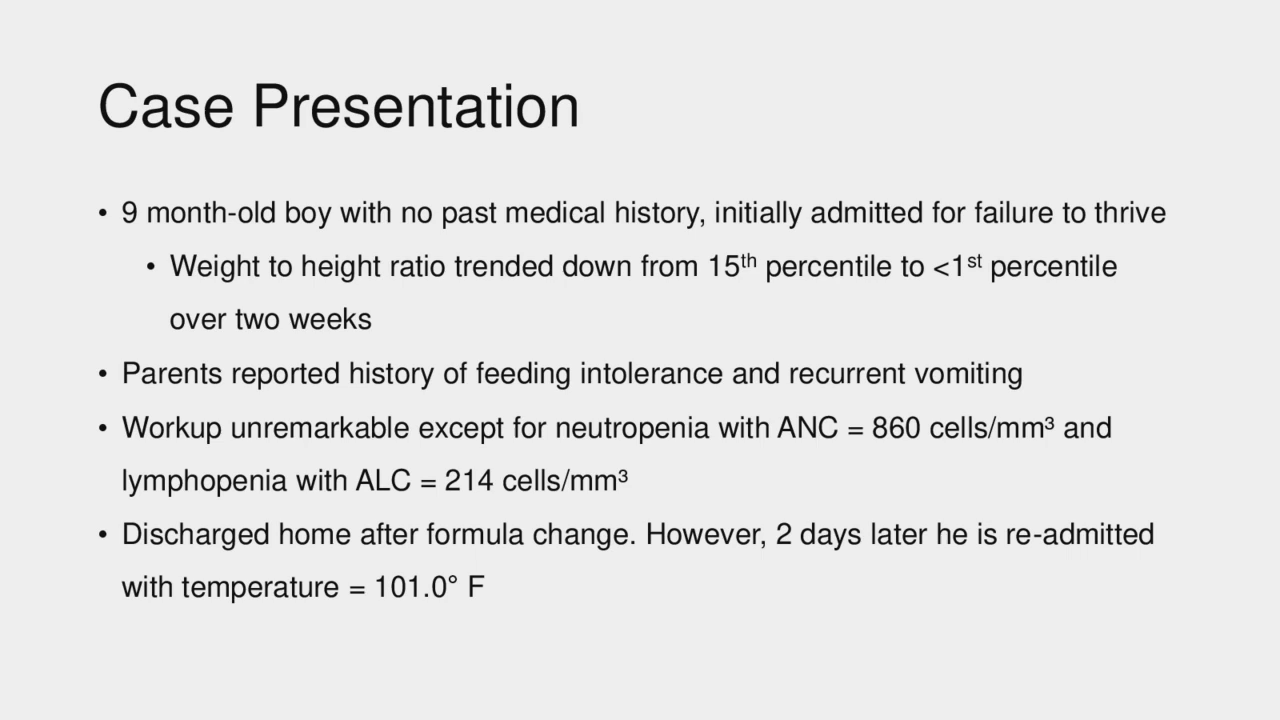 Case Presentation
• 9 month-old boy with no past medical history, initially admitted for failure to thrive
• Weight to height ratio trended down from 15th percentile to <1st percentile
over two weeks
• Parents reported history of feeding intolerance and recurrent vomiting
• Workup unremarkable except for neutropenia with ANC = 860 cells/mm³ and
lymphopenia with ALC = 214 cells/mm³
• Discharged home after formula change. However, 2 days later he is re-admitted
with temperature = 101.0° F